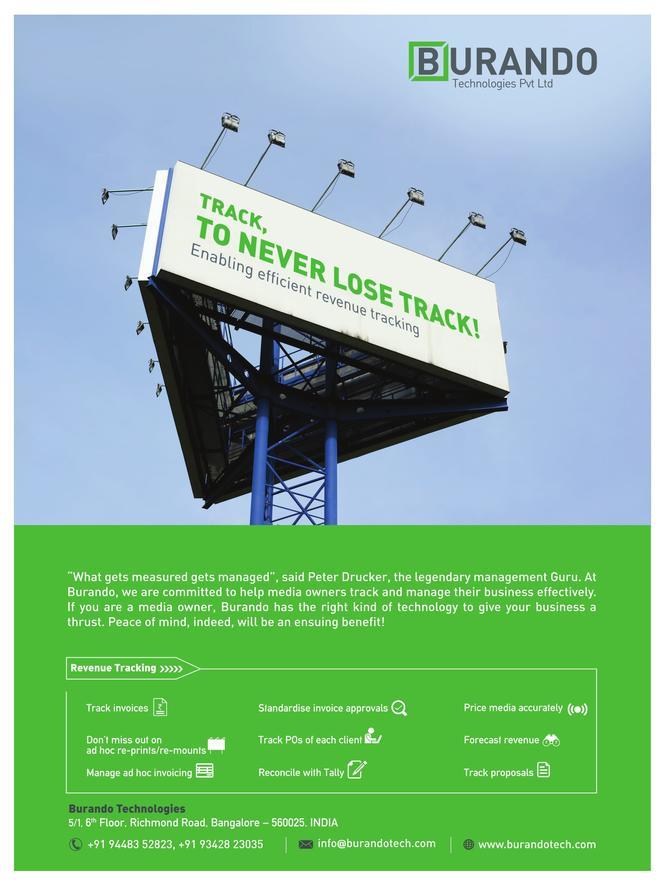 BURANDO
Technologies Pvt Ltd
TRACK,
TO NEVER LOSE TRACK!
Enabling efficient revenue tracking
“What gets measured gets managed”, said Peter Drucker, the legendary management Guru. At
Burando, we are committed to help media owners track and manage their business effectively.
If you are a media owner, Burando has the right kind of technology to give your business a
thrust. Peace of mind, indeed, will be an ensuing benefit!
Revenue Tracking >>>>>
Track invoices
Standardise invoice approvals
Price media accurately
Don't miss out on
ad hoc re-prints/re-mounts
Track POs of each client
Forecast revenue
Manage ad hoc invoicing
Reconcile with Tally
Track proposals
Burando Technologies
5/1, 6th Floor, Richmond Road, Bangalore – 560025. INDIA
+91 94483 52823, +91 93428 23035
info@burandotech.com
www.burandotech.com